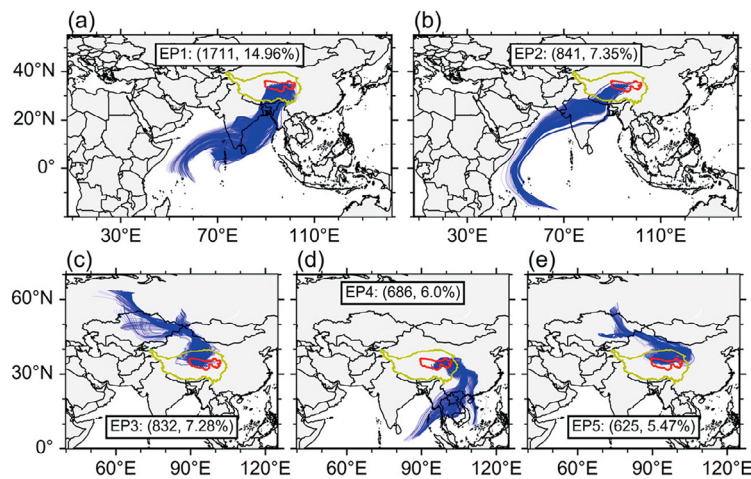 (a)
(b)
EP1: (1711, 14.96%)
EP2: (841, 7.35%)
40°N
20°N
0°
30°E 70°E 110°E
30°E 70°E 110°E
(c)
(d)
(e)
EP4: (686, 6.0%)
60°N
30°N
EP3: (832, 7.28%)
EP5: (625, 5.47%)
0°
60°E 90°E 120°E
60°E 90°E 120°E
60°E 90°E 120°E